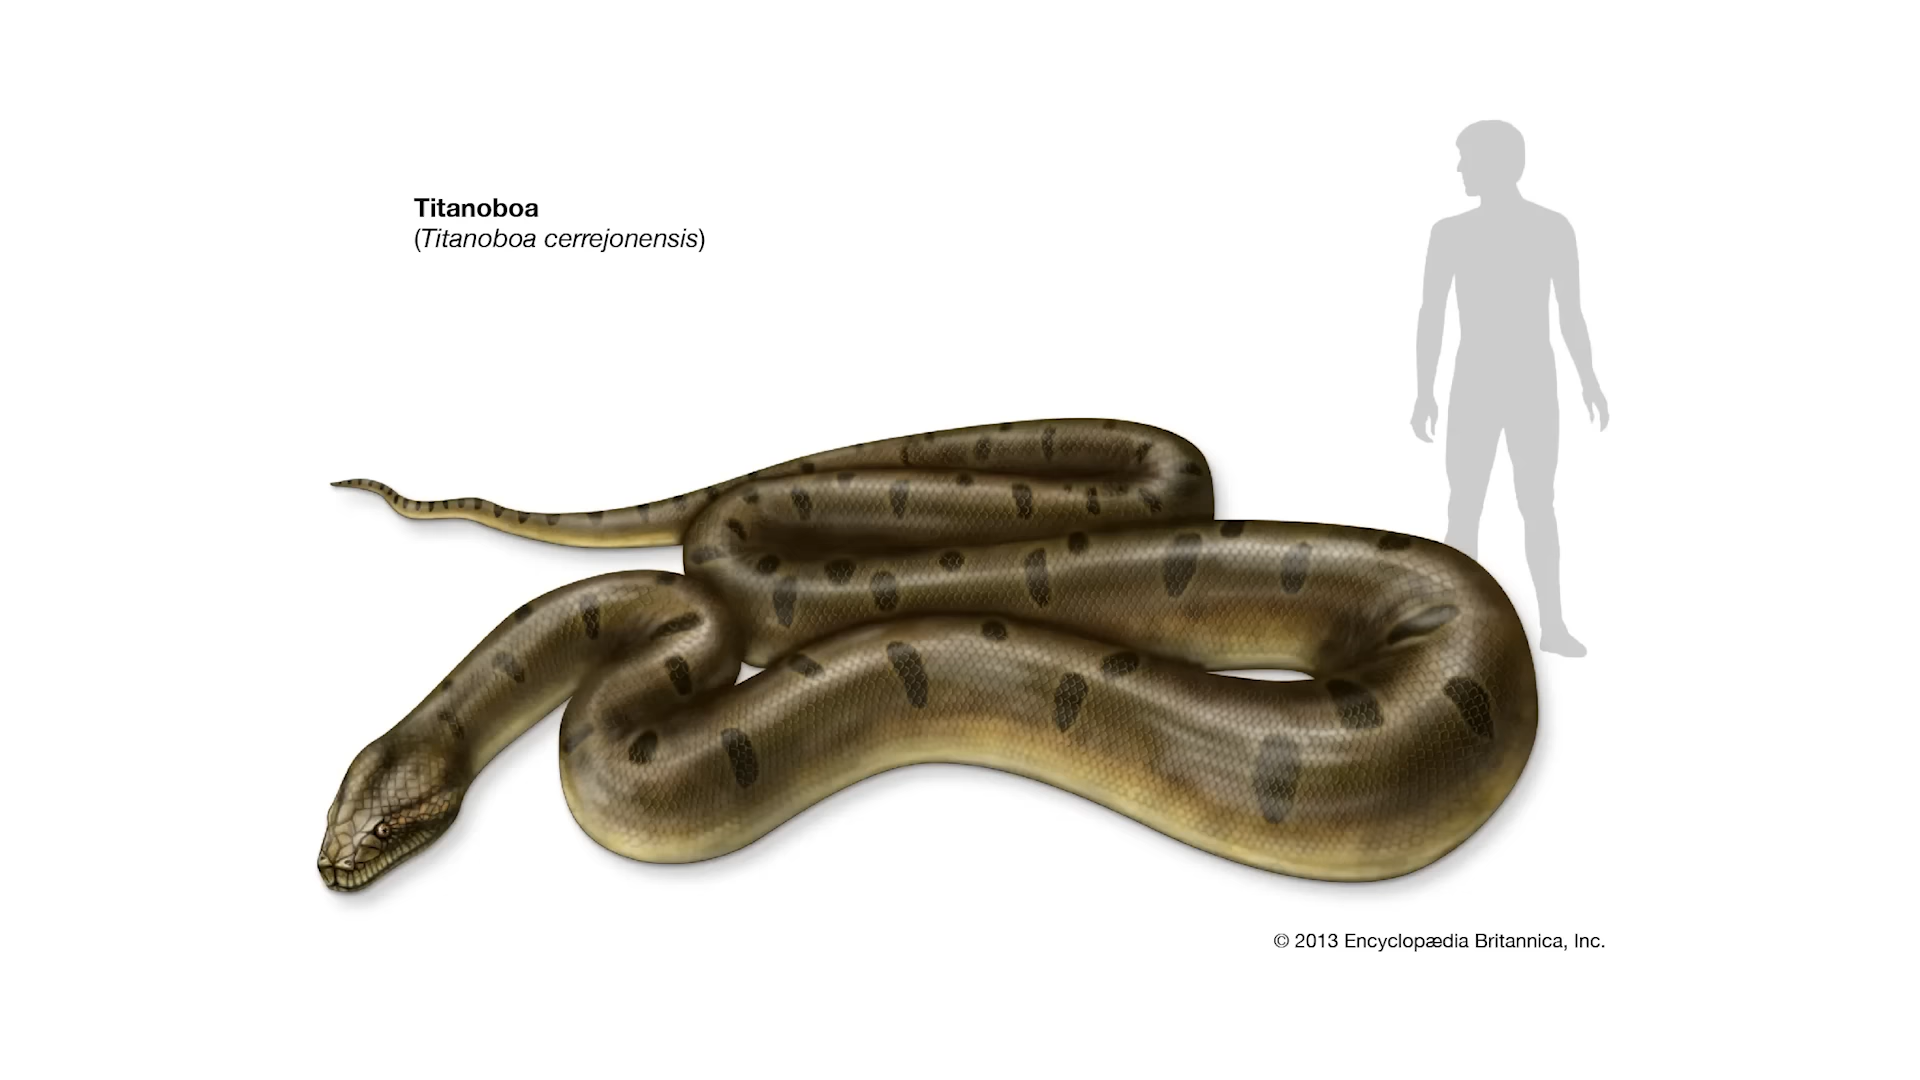 Titanoboa
(Titanoboa cerrejonensis)
© 2013 Encyclopædia Britannica, Inc.